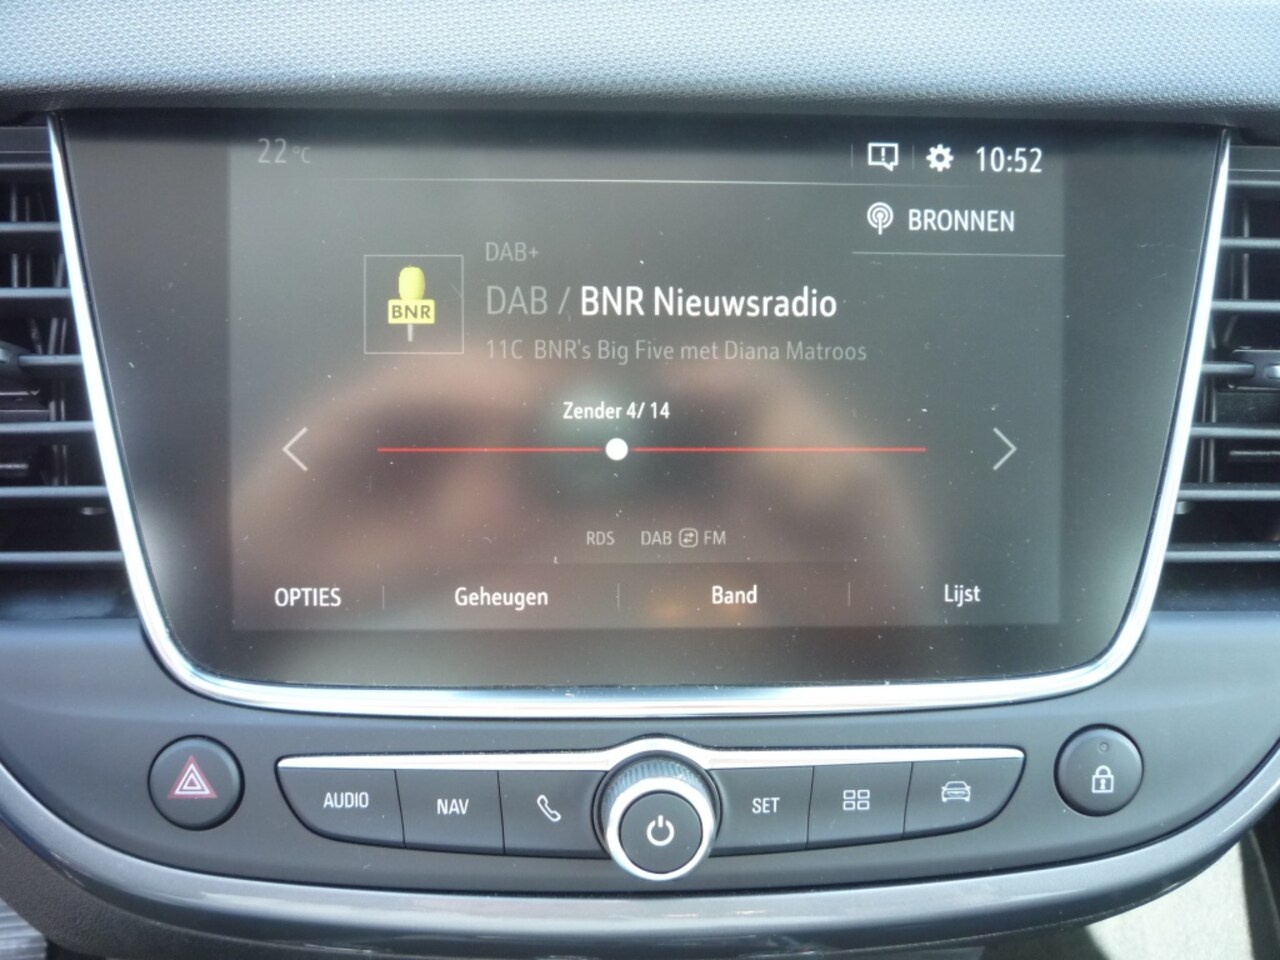 22 °C
10:52
BRONNEN
DAB+
BNR
DAB / BNR Nieuwsradio
11C BNR's Big Five met Diana Matroos
Zender 4/ 14
RDS DAB FM
OPTIES Geheugen Band Lijst
AUDIO NAV SET